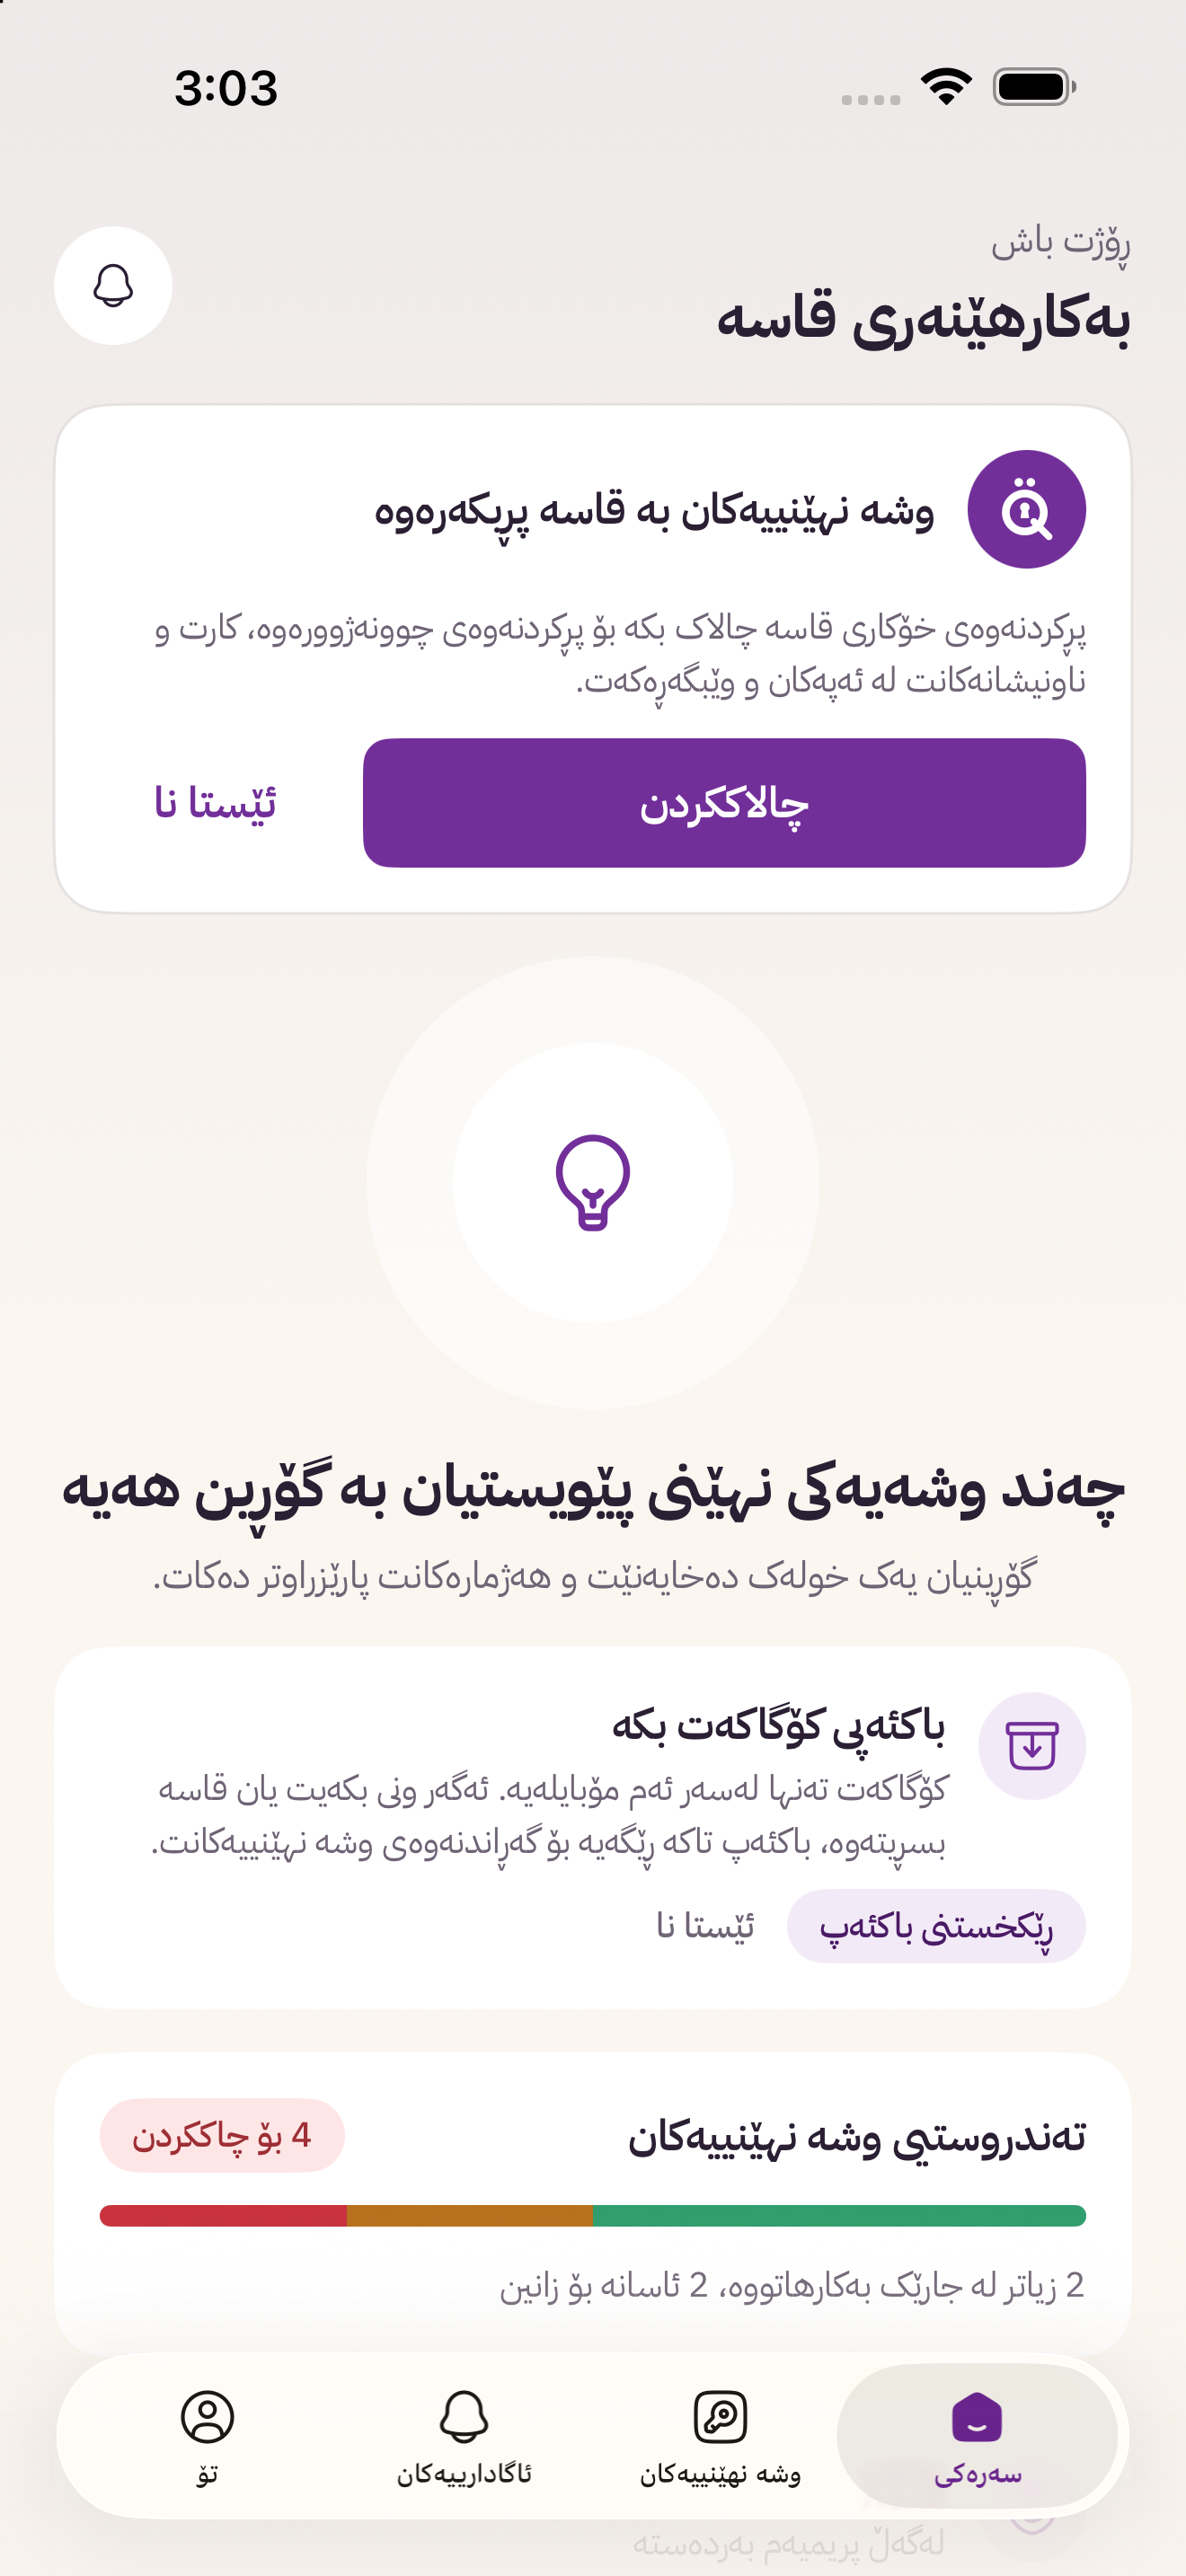 3:03
ڕۆژت باش
بەکارهێنەری قاسە
وشە نهێنییەکان بە قاسە پڕبکەرەوە
پڕکردنەوەی خۆکاری قاسە چالاک بکە بۆ پڕکردنەوەی چوونەژوورەوە، کارت و
ناونیشانەکانت لە ئەپەکان و وێبگەڕەکەت.
چالاککردن
ئێستا نا
چەند وشەیەکی نهێنی پێویستیان بە گۆڕین هەیە
گۆڕینیان یەک خولەک دەخایەنێت و هەژمارەکانت پارێزراوتر دەکات.
باکئەپی کۆگاکەت بکە
کۆگاکەت تەنها لەسەر ئەم مۆبایلەیە. ئەگەر ونی بکەیت یان قاسە
بسڕیتەوە، باکئەپ تاکە ڕێگەیە بۆ گەڕاندنەوەی وشە نهێنییەکانت.
ڕێکخستنی باکئەپ
ئێستا نا
تەندروستیی وشە نهێنییەکان
4 بۆ چاککردن
2 زیاتر لە جارێک بەکارهاتووە، 2 ئاسانە بۆ زانین
سەرەکی
وشە نهێنییەکان
ئاگادارییەکان
تۆ
لەگەڵ پریمیەم بەردەستە